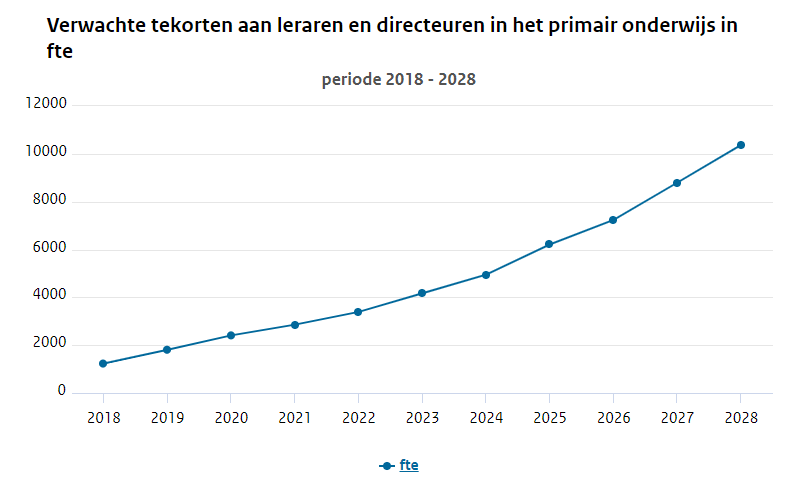 Verwachte tekorten aan leraren en directeuren in het primair onderwijs in
fte
periode 2018 - 2028
12000
10000
8000
6000
4000
2000
0
2018 2019 2020 2021 2022 2023 2024 2025 2026 2027 2028
fte